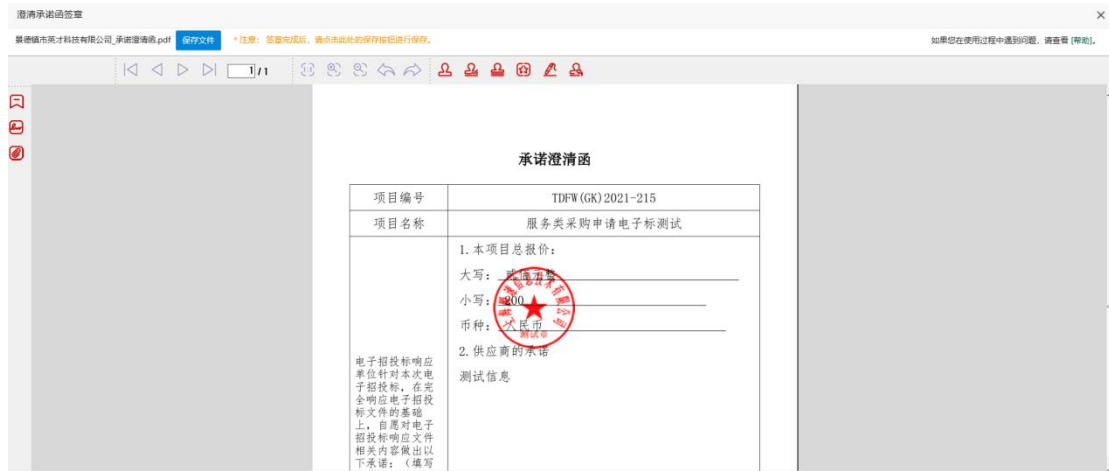 澄清承诺函签章
景德镇市英才科技有限公司_承诺澄清函.pdf 保存文件 *注意: 签章完成后, 请点击此处的保存按钮进行保存。 如果您在使用过程中遇到问题, 请查看 [帮助]。
1 / 1
承诺澄清函
项目编号 TDFW(GK)2021-215
项目名称 服务类采购申请电子标测试
1.本项目总报价:
大写: 贰佰元整
小写: 200
币种: 人民币
测试章
2.供应商的承诺
测试信息
电子招投标响应
单位针对本次电
子招投标, 在完
全响应电子招投
标文件的基础
上, 自愿对电子
招投标响应文件
相关内容做出以
下承诺: (填写